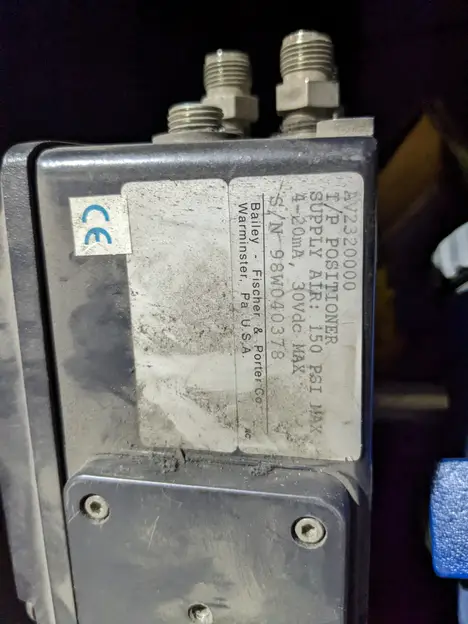 AV2320000
I/P POSITIONER
SUPPLY AIR: 150 PSI MAX
4-20mA, 30Vdc MAX
S/N 98W040378
Bailey - Fischer & Porter Co.
Warminster, Pa. U.S.A.
CE